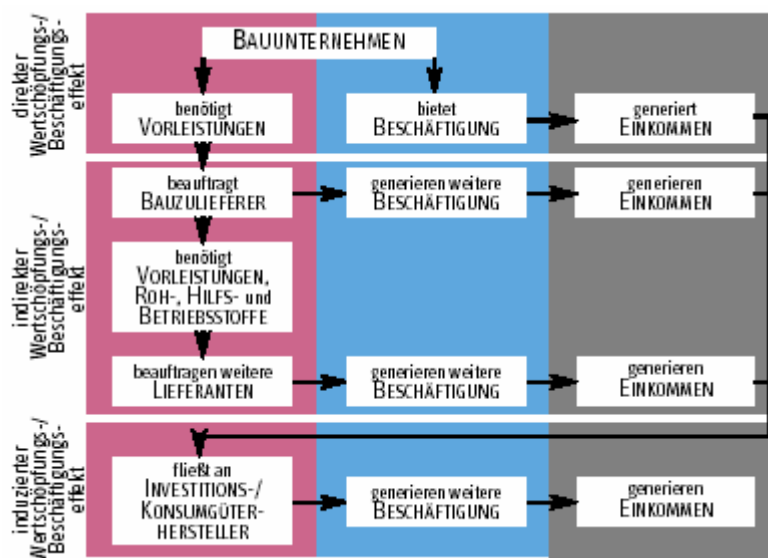 direkter
Wertschöpfungs-/
Beschäftigungs-
effekt
BAUUNTERNEHMEN
benötigt
VORLEISTUNGEN
bietet
BESCHÄFTIGUNG
generiert
EINKOMMEN
indirekter
Wertschöpfungs-/
Beschäftigungs-
effekt
beauftragt
BAUZULIEFERER
generieren weitere
BESCHÄFTIGUNG
generieren
EINKOMMEN
benötigt
VORLEISTUNGEN,
ROH-, HILFS- und
BETRIEBSSTOFFE
beauftragen weitere
LIEFERANTEN
generieren weitere
BESCHÄFTIGUNG
generieren
EINKOMMEN
induzierter
Wertschöpfungs-/
Beschäftigungs-
effekt
fließt an
INVESTITIONS-/
KONSUMGÜTER-
HERSTELLER
generieren weitere
BESCHÄFTIGUNG
generieren
EINKOMMEN